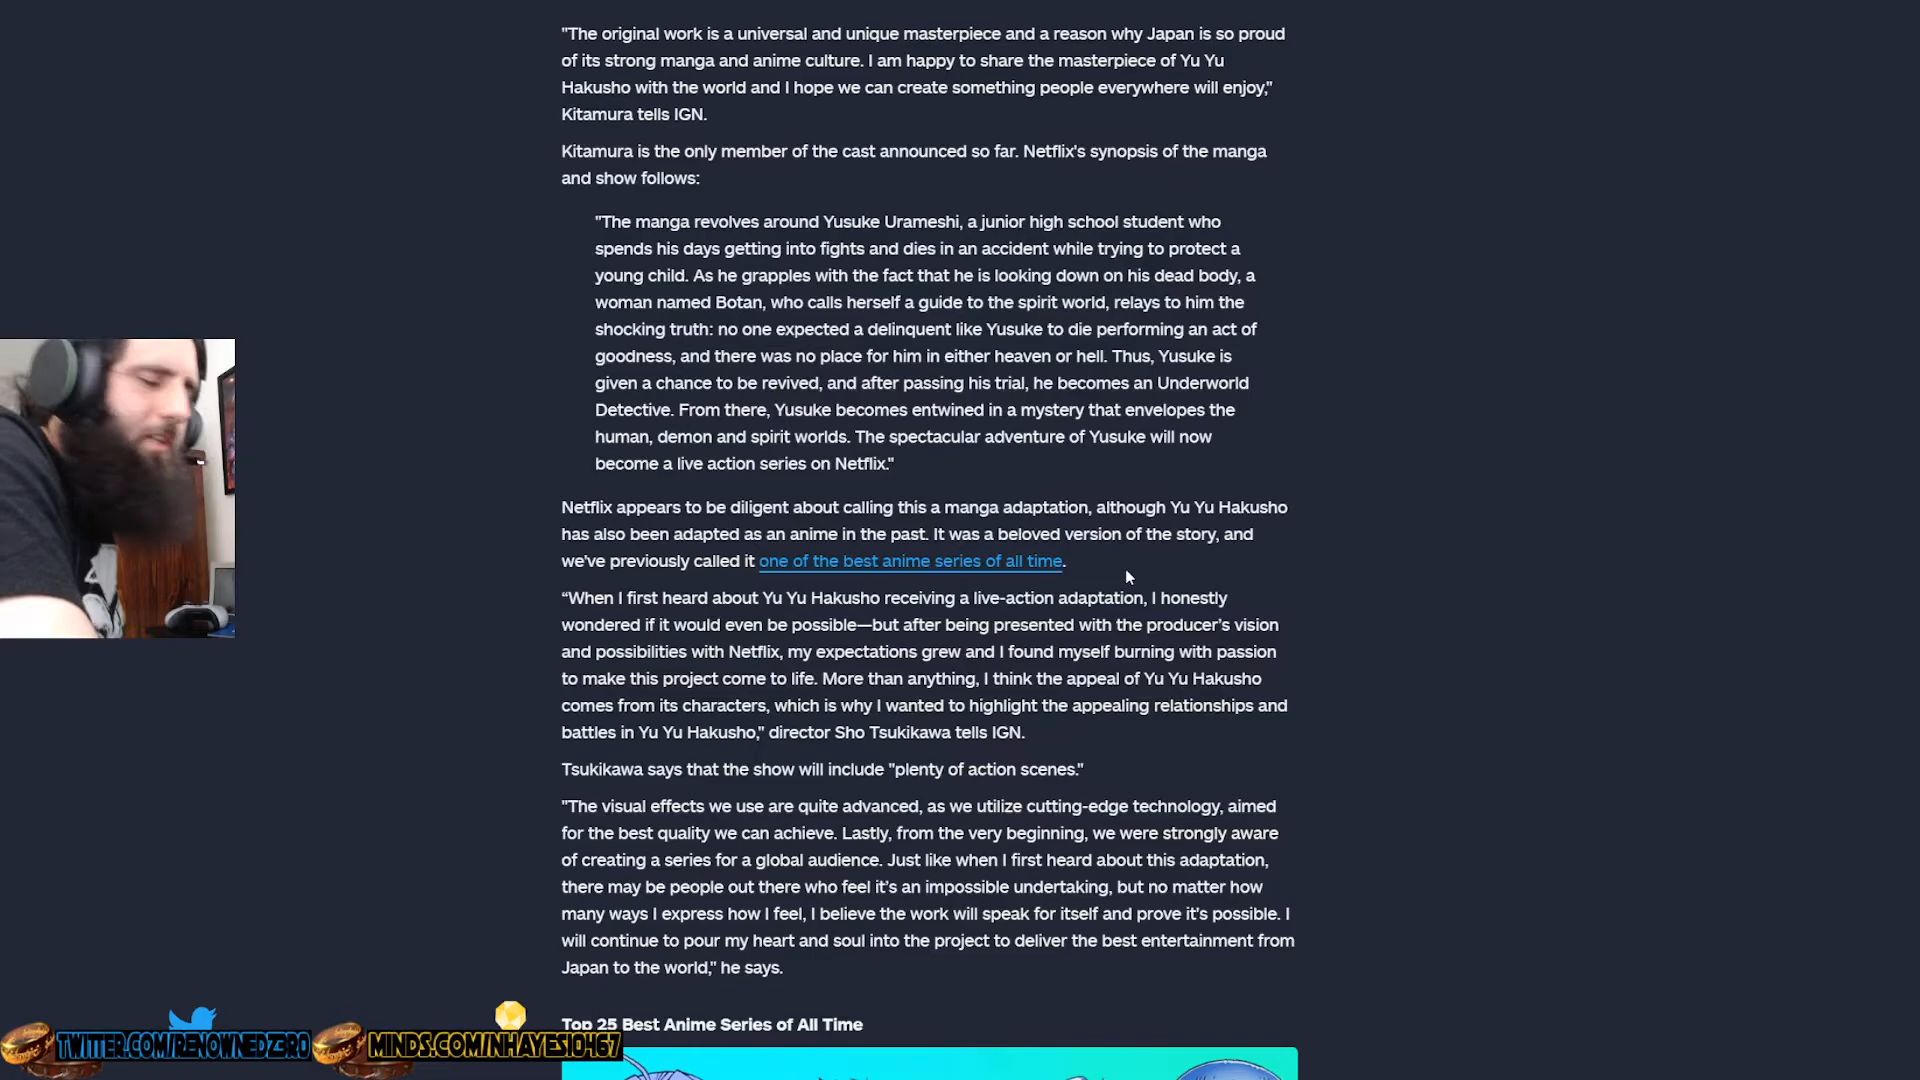 "The original work is a universal and unique masterpiece and a reason why Japan is so proud
of its strong manga and anime culture. I am happy to share the masterpiece of Yu Yu
Hakusho with the world and I hope we can create something people everywhere will enjoy,"
Kitamura tells IGN.
Kitamura is the only member of the cast announced so far. Netflix's synopsis of the manga
and show follows:
"The manga revolves around Yusuke Urameshi, a junior high school student who
spends his days getting into fights and dies in an accident while trying to protect a
young child. As he grapples with the fact that he is looking down on his dead body, a
woman named Botan, who calls herself a guide to the spirit world, relays to him the
shocking truth: no one expected a delinquent like Yusuke to die performing an act of
goodness, and there was no place for him in either heaven or hell. Thus, Yusuke is
given a chance to be revived, and after passing his trial, he becomes an Underworld
Detective. From there, Yusuke becomes entwined in a mystery that envelopes the
human, demon and spirit worlds. The spectacular adventure of Yusuke will now
become a live action series on Netflix."
Netflix appears to be diligent about calling this a manga adaptation, although Yu Yu Hakusho
has also been adapted as an anime in the past. It was a beloved version of the story, and
we've previously called it one of the best anime series of all time.
“When I first heard about Yu Yu Hakusho receiving a live-action adaptation, I honestly
wondered if it would even be possible—but after being presented with the producer’s vision
and possibilities with Netflix, my expectations grew and I found myself burning with passion
to make this project come to life. More than anything, I think the appeal of Yu Yu Hakusho
comes from its characters, which is why I wanted to highlight the appealing relationships and
battles in Yu Yu Hakusho," director Sho Tsukikawa tells IGN.
Tsukikawa says that the show will include "plenty of action scenes."
"The visual effects we use are quite advanced, as we utilize cutting-edge technology, aimed
for the best quality we can achieve. Lastly, from the very beginning, we were strongly aware
of creating a series for a global audience. Just like when I first heard about this adaptation,
there may be people out there who feel it’s an impossible undertaking, but no matter how
many ways I express how I feel, I believe the work will speak for itself and prove it’s possible. I
will continue to pour my heart and soul into the project to deliver the best entertainment from
Japan to the world," he says.
Top 25 Best Anime Series of All Time
TWITTER.COM/RENOWNEDZ3R0
MINDS.COM/NHAYES10467